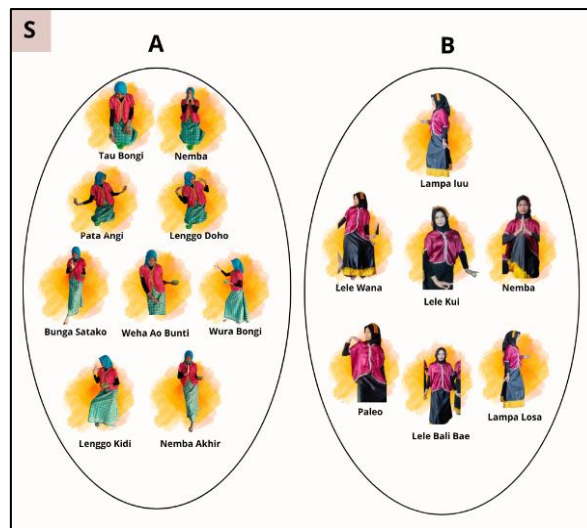 S
A
B
Tau Bongi
Nemba
Pata Angi
Lenggo Doho
Bunga Satako
Weha Ao Bunti
Wura Bongi
Lenggo Kidi
Nemba Akhir
Lampa luu
Lele Wana
Lele Kui
Nemba
Paleo
Lele Bali Bae
Lampa Losa